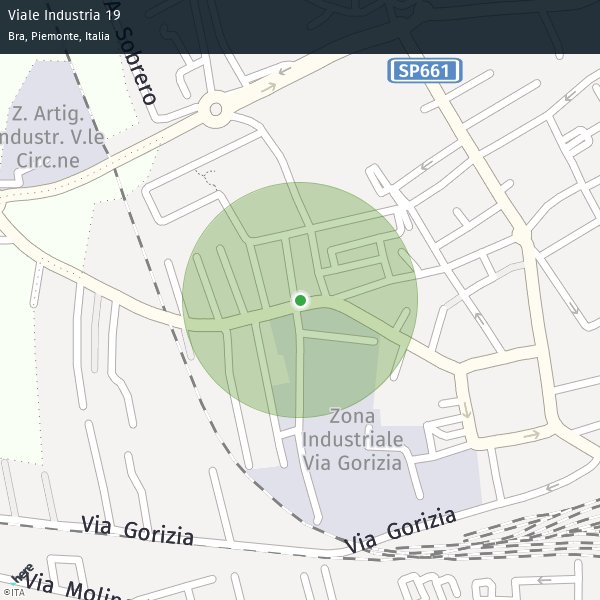 Viale Industria 19
Bra, Piemonte, Italia
A Sobrero
SP661
Z. Artig.
Industr. V.le
Circ.ne
Zona
Industriale
Via Gorizia
Via Gorizia
Via Gorizia
Via Molin
here
©ITA